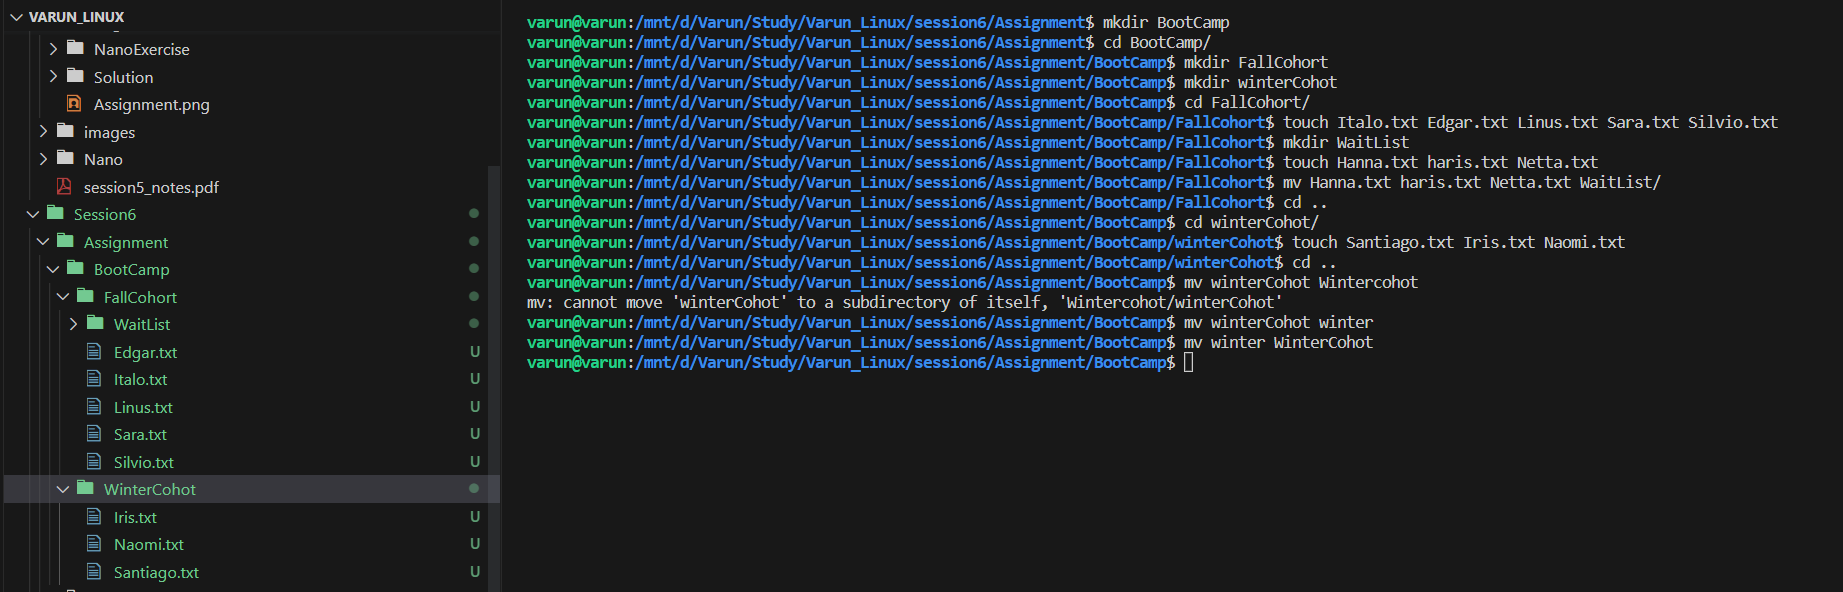 VARUN_LINUX
NanoExercise
Solution
Assignment.png
images
Nano
session5_notes.pdf
Session6
Assignment
BootCamp
FallCohort
WaitList
Edgar.txt U
Italo.txt U
Linus.txt U
Sara.txt U
Silvio.txt U
WinterCohot
Iris.txt U
Naomi.txt U
Santiago.txt U
varun@varun:/mnt/d/Varun/Study/Varun_Linux/session6/Assignment$ mkdir BootCamp
varun@varun:/mnt/d/Varun/Study/Varun_Linux/session6/Assignment$ cd BootCamp/
varun@varun:/mnt/d/Varun/Study/Varun_Linux/session6/Assignment/BootCamp$ mkdir FallCohort
varun@varun:/mnt/d/Varun/Study/Varun_Linux/session6/Assignment/BootCamp$ mkdir winterCohot
varun@varun:/mnt/d/Varun/Study/Varun_Linux/session6/Assignment/BootCamp$ cd FallCohort/
varun@varun:/mnt/d/Varun/Study/Varun_Linux/session6/Assignment/BootCamp/FallCohort$ touch Italo.txt Edgar.txt Linus.txt Sara.txt Silvio.txt
varun@varun:/mnt/d/Varun/Study/Varun_Linux/session6/Assignment/BootCamp/FallCohort$ mkdir WaitList
varun@varun:/mnt/d/Varun/Study/Varun_Linux/session6/Assignment/BootCamp/FallCohort$ touch Hanna.txt haris.txt Netta.txt
varun@varun:/mnt/d/Varun/Study/Varun_Linux/session6/Assignment/BootCamp/FallCohort$ mv Hanna.txt haris.txt Netta.txt WaitList/
varun@varun:/mnt/d/Varun/Study/Varun_Linux/session6/Assignment/BootCamp/FallCohort$ cd ..
varun@varun:/mnt/d/Varun/Study/Varun_Linux/session6/Assignment/BootCamp$ cd winterCohot/
varun@varun:/mnt/d/Varun/Study/Varun_Linux/session6/Assignment/BootCamp/winterCohot$ touch Santiago.txt Iris.txt Naomi.txt
varun@varun:/mnt/d/Varun/Study/Varun_Linux/session6/Assignment/BootCamp/winterCohot$ cd ..
varun@varun:/mnt/d/Varun/Study/Varun_Linux/session6/Assignment/BootCamp$ mv winterCohot Wintercohot
mv: cannot move 'winterCohot' to a subdirectory of itself, 'Wintercohot/winterCohot'
varun@varun:/mnt/d/Varun/Study/Varun_Linux/session6/Assignment/BootCamp$ mv winterCohot winter
varun@varun:/mnt/d/Varun/Study/Varun_Linux/session6/Assignment/BootCamp$ mv winter WinterCohot
varun@varun:/mnt/d/Varun/Study/Varun_Linux/session6/Assignment/BootCamp$